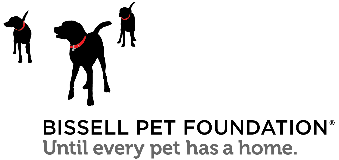 BISSELL PET FOUNDATION®
Until every pet has a home.